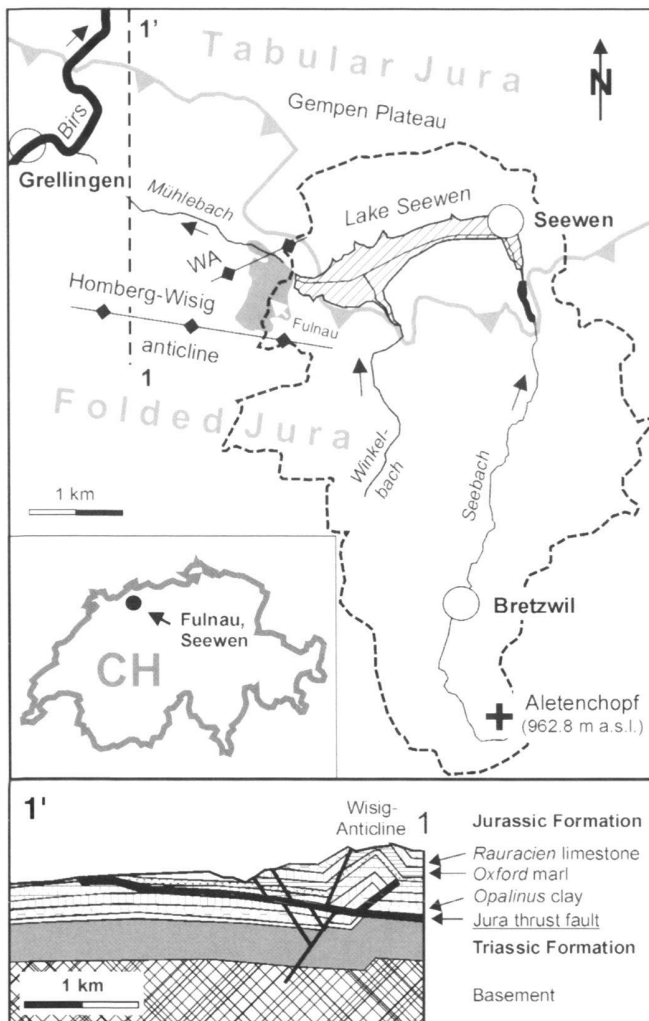 1'
Tabular Jura
Gempen Plateau
N
Birs
Grellingen
Mühlebach
Lake Seewen
Seewen
WA
Homberg-Wisig
anticline
Fulnau
1
Folded Jura
Winkel-
bach
Seebach
1 km
Bretzwil
Fulnau,
Seewen
CH
Aletenchopf
(962.8 m a.s.l.)
1'
Wisig-
Anticline
1
Jurassic Formation
Rauracien limestone
Oxford marl
Opalinus clay
Jura thrust fault
Triassic Formation
Basement
1 km